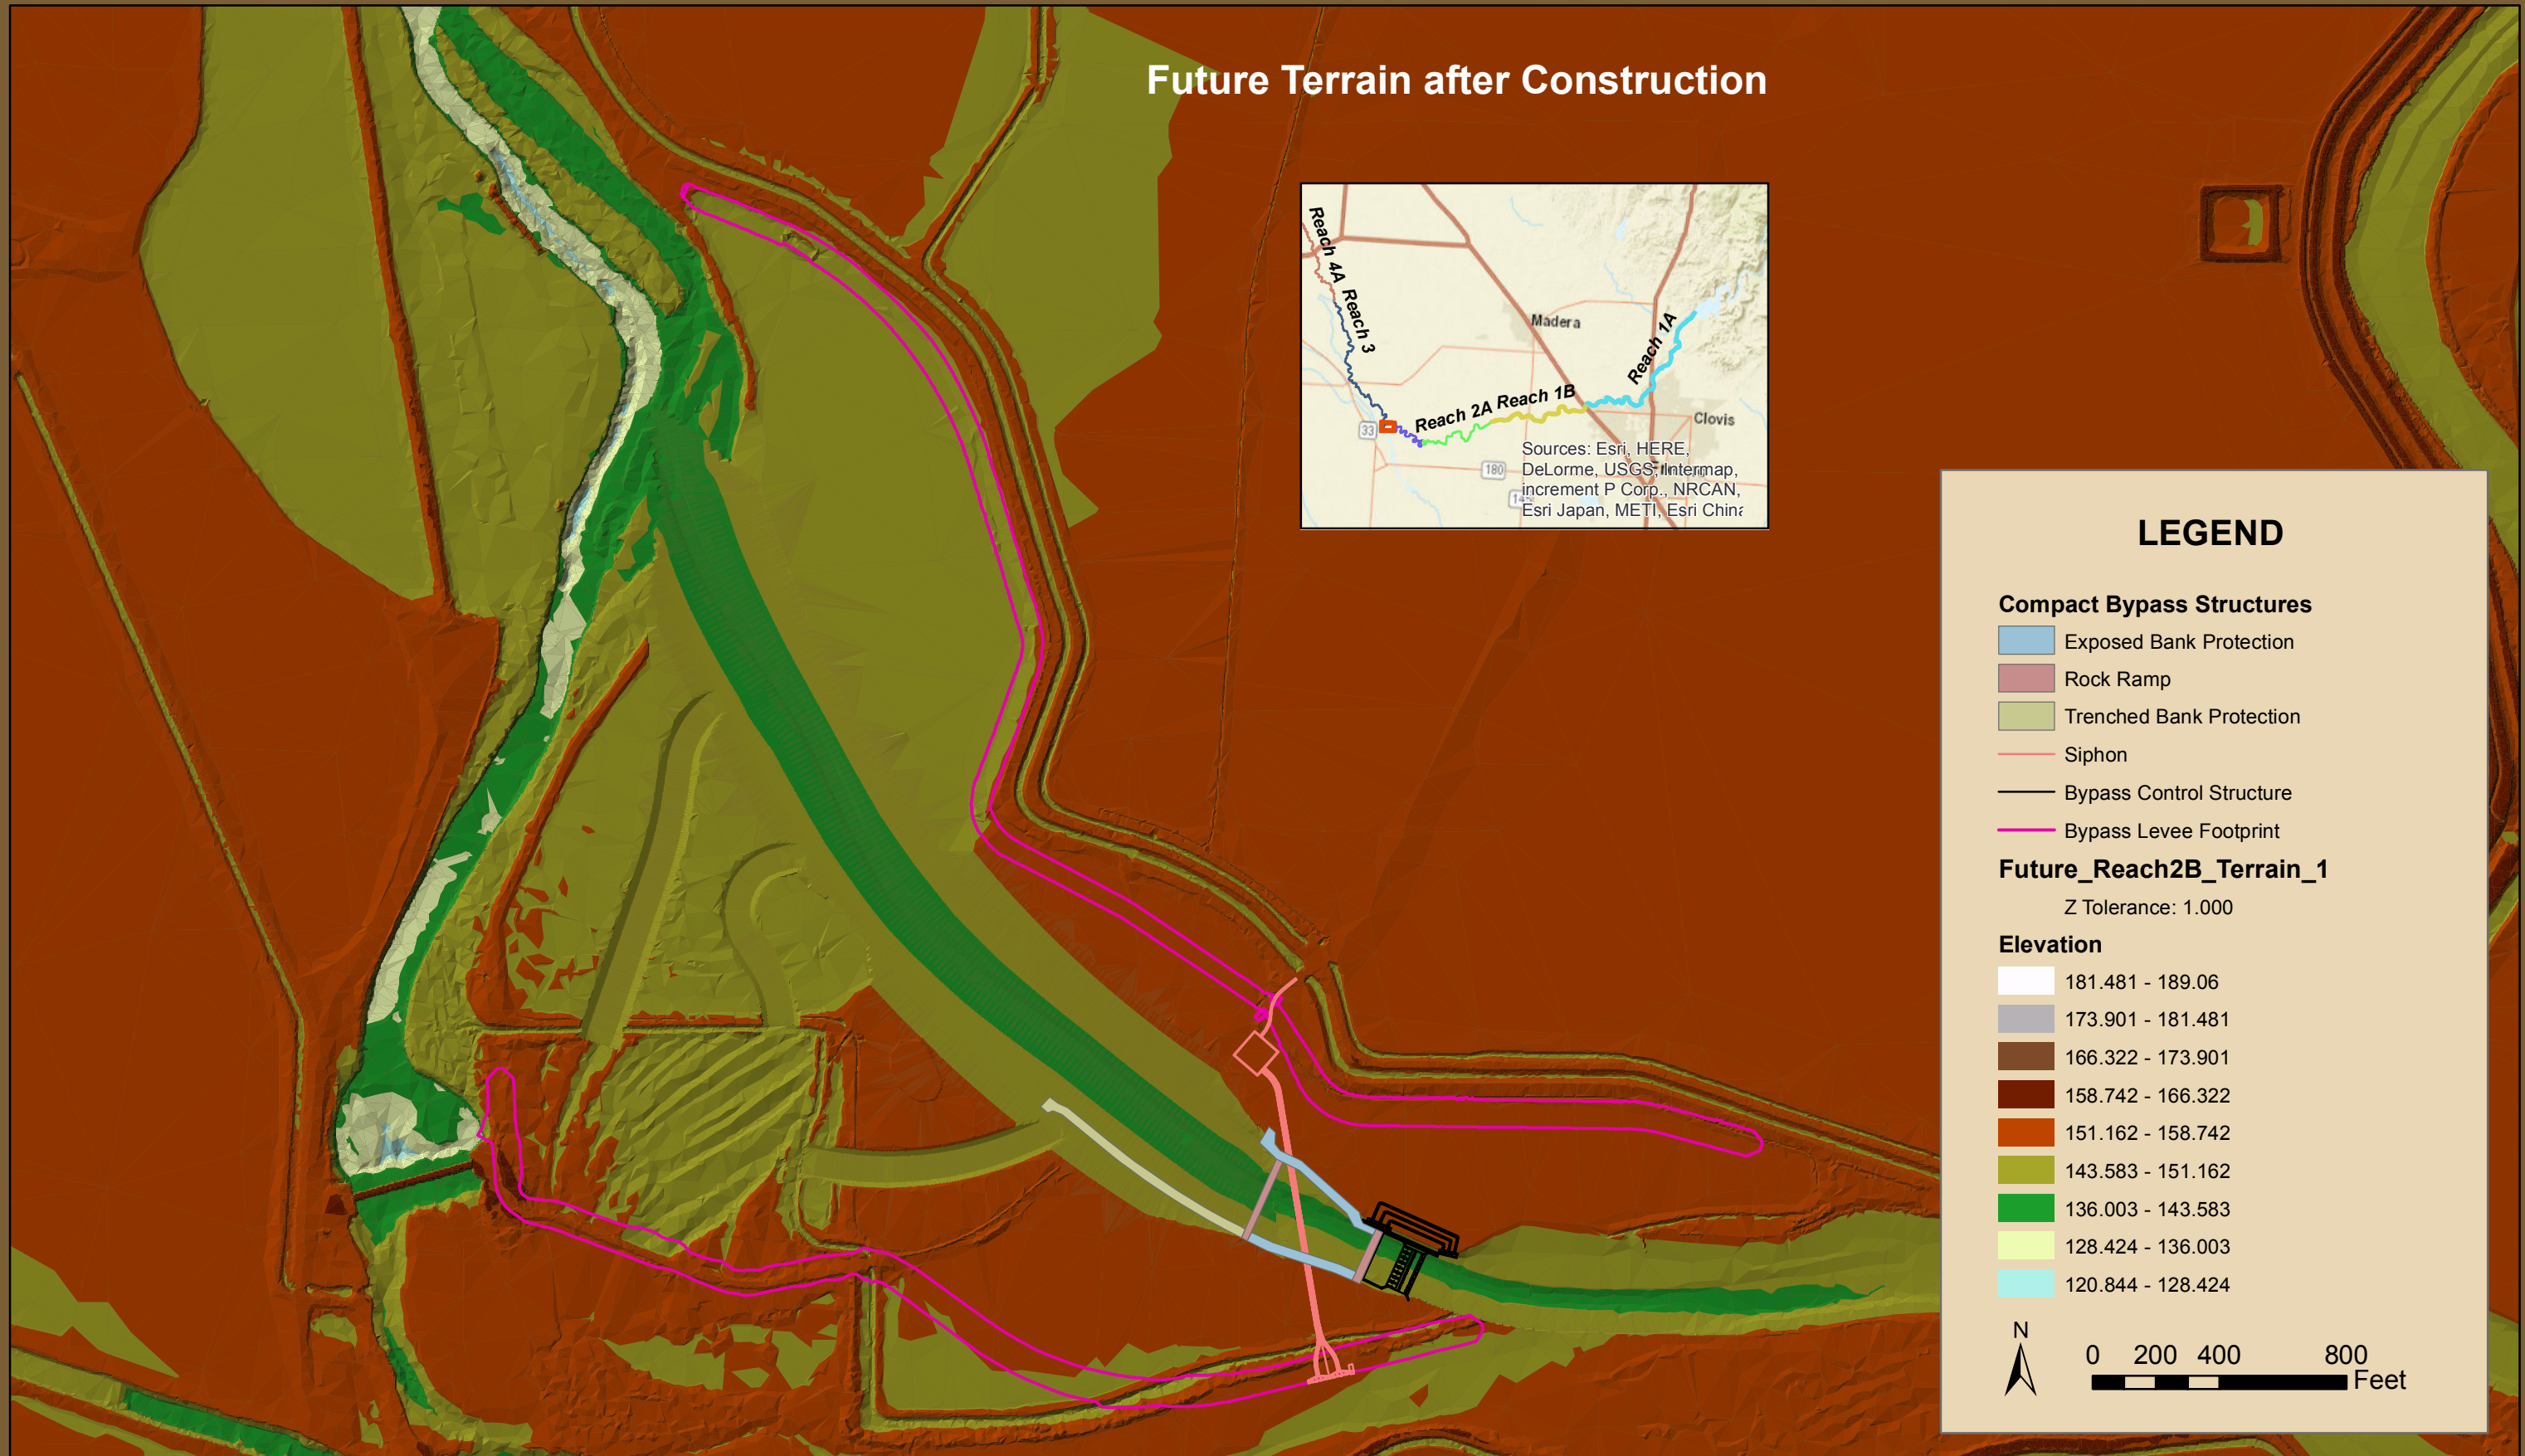 Future Terrain after Construction
Reach 4A
Reach 3
Madera
Reach 1A
Reach 2A
Reach 1B
Clovis
33
180
Sources: Esri, HERE,
DeLorme, USGS, Intermap,
increment P Corp., NRCAN,
Esri Japan, METI, Esri China
LEGEND
Compact Bypass Structures
Exposed Bank Protection
Rock Ramp
Trenched Bank Protection
Siphon
Bypass Control Structure
Bypass Levee Footprint
Future_Reach2B_Terrain_1
Z Tolerance: 1.000
Elevation
181.481 - 189.06
173.901 - 181.481
166.322 - 173.901
158.742 - 166.322
151.162 - 158.742
143.583 - 151.162
136.003 - 143.583
128.424 - 136.003
120.844 - 128.424
N
0 200 400 800
Feet